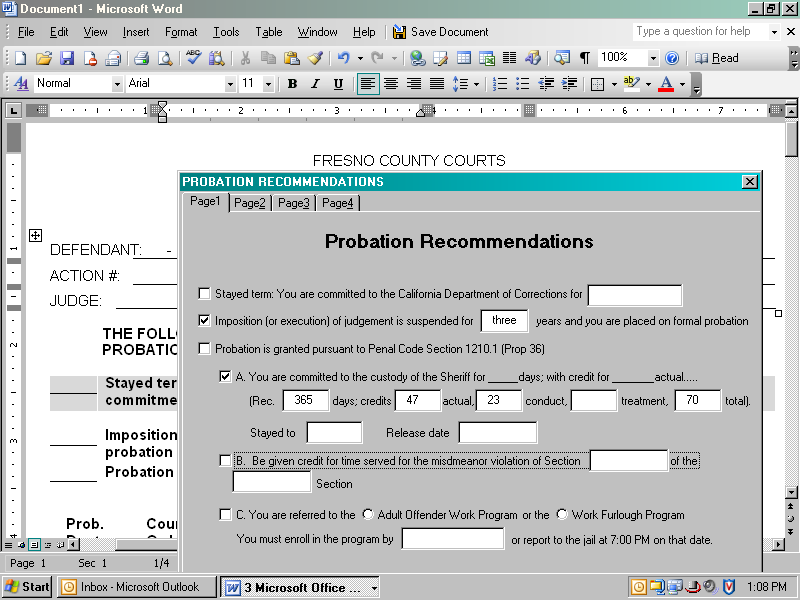 Document1 - Microsoft Word
File Edit View Insert Format Tools Table Window Help Save Document Type a question for help
100% Read
Normal Arial 11 B I U
1 2 3 6 7
FRESNO COUNTY COURTS
PROBATION RECOMMENDATIONS
Page1 Page2 Page3 Page4
Probation Recommendations
DEFENDANT: -
ACTION #:
JUDGE:
Stayed term: You are committed to the California Department of Corrections for
Imposition (or execution) of judgement is suspended for three years and you are placed on formal probation
THE FOLL
PROBATION
Probation is granted pursuant to Penal Code Section 1210.1 (Prop 36)
Stayed ter
commitme
A. You are committed to the custody of the Sheriff for _____days; with credit for _______actual.....
(Rec. 365 days; credits 47 actual, 23 conduct, treatment, 70 total).
Imposition
probation
Stayed to Release date
Probation
B. Be given credit for time served for the misdmeanor violation of Section of the
Section
Prob. Cour
C. You are referred to the Adult Offender Work Program or the Work Furlough Program
You must enroll in the program by or report to the jail at 7:00 PM on that date.
Page 1 Sec 1 1/4
Start Inbox - Microsoft Outlook 3 Microsoft Office ... 1:08 PM